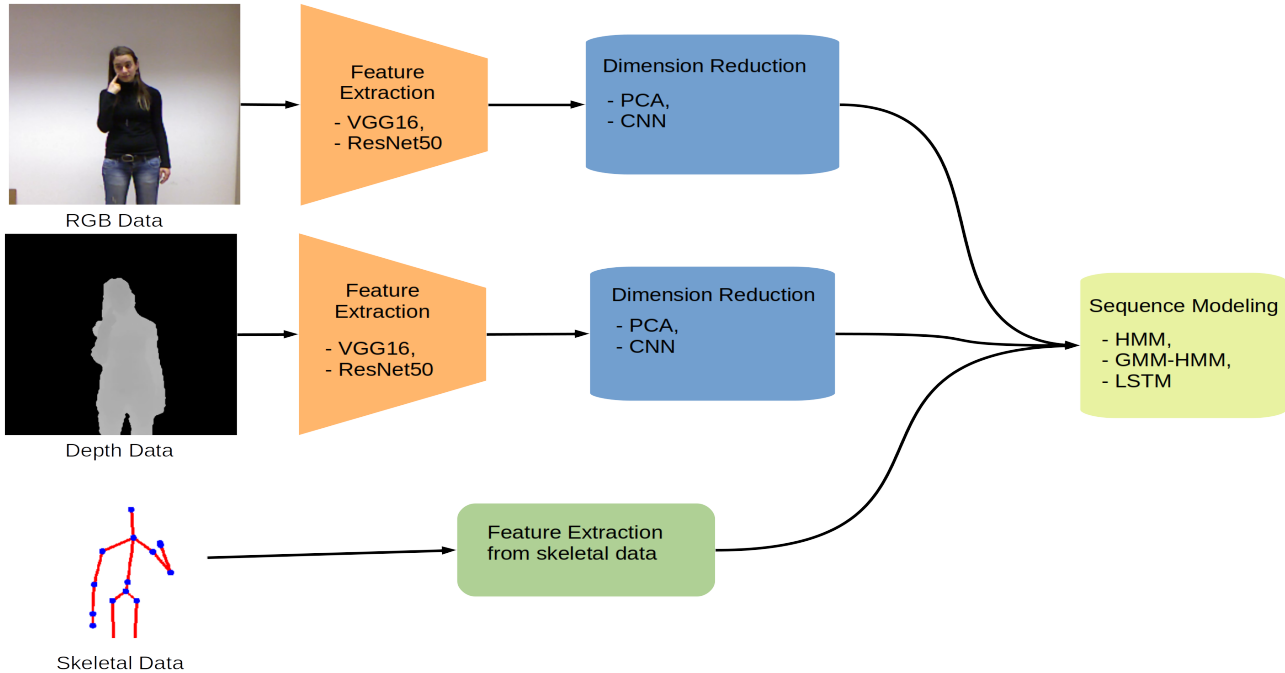 Feature
Extraction
- VGG16,
- ResNet50
Dimension Reduction
- PCA,
- CNN
RGB Data
Feature
Extraction
- VGG16,
- ResNet50
Dimension Reduction
- PCA,
- CNN
Sequence Modeling
- HMM,
- GMM-HMM,
- LSTM
Depth Data
Feature Extraction
from skeletal data
Skeletal Data